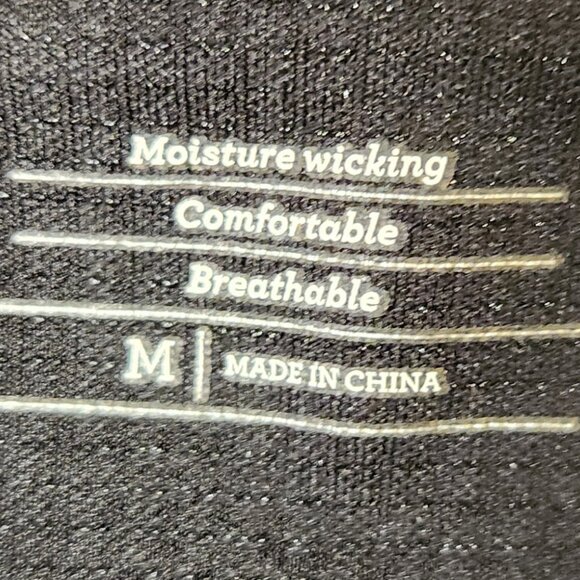 Moisture wicking
Comfortable
Breathable
M | MADE IN CHINA